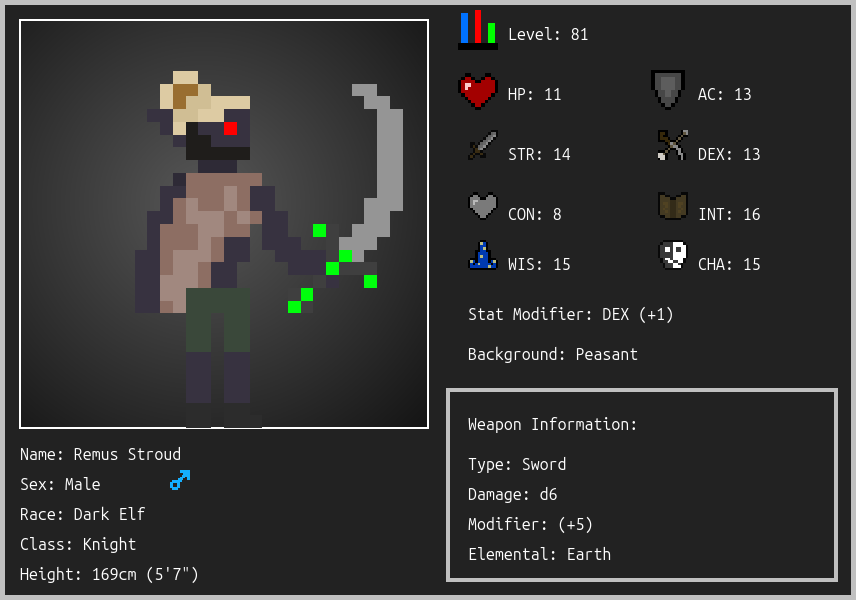 Level: 81
HP: 11
AC: 13
STR: 14
DEX: 13
CON: 8
INT: 16
WIS: 15
CHA: 15
Stat Modifier: DEX (+1)
Background: Peasant
Weapon Information:
Type: Sword
Damage: d6
Modifier: (+5)
Elemental: Earth
Name: Remus Stroud
Sex: Male
Race: Dark Elf
Class: Knight
Height: 169cm (5'7")